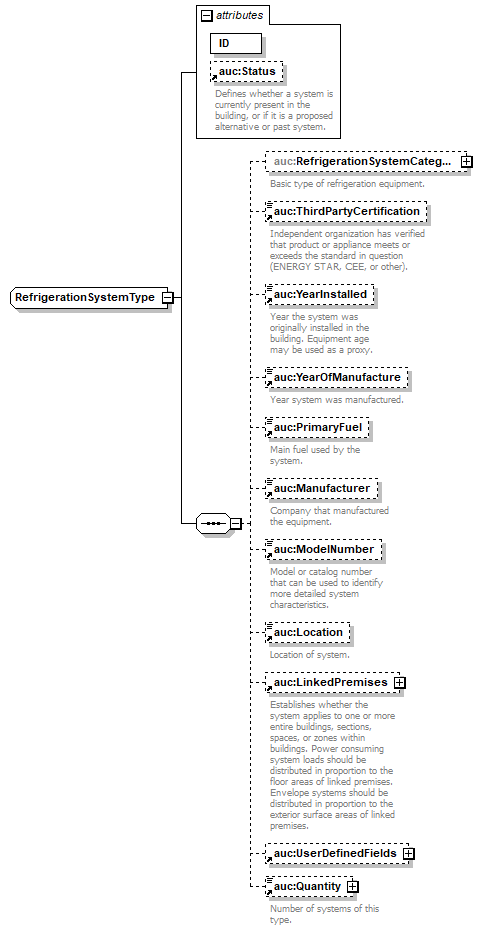 attributes
ID
auc:Status
Defines whether a system is
currently present in the
building, or if it is a proposed
alternative or past system.
RefrigerationSystemType
auc:RefrigerationSystemCateg...
Basic type of refrigeration equipment.
auc:ThirdPartyCertification
Independent organization has verified
that product or appliance meets or
exceeds the standard in question
(ENERGY STAR, CEE, or other).
auc:YearInstalled
Year the system was
originally installed in the
building. Equipment age
may be used as a proxy.
auc:YearOfManufacture
Year system was manufactured.
auc:PrimaryFuel
Main fuel used by the
system.
auc:Manufacturer
Company that manufactured
the equipment.
auc:ModelNumber
Model or catalog number
that can be used to identify
more detailed system
characteristics.
auc:Location
Location of system.
auc:LinkedPremises
Establishes whether the
system applies to one or more
entire buildings, sections,
spaces, or zones within
buildings. Power consuming
system loads should be
distributed in proportion to the
floor areas of linked premises.
Envelope systems should be
distributed in proportion to the
exterior surface areas of linked
premises.
auc:UserDefinedFields
auc:Quantity
Number of systems of this
type.